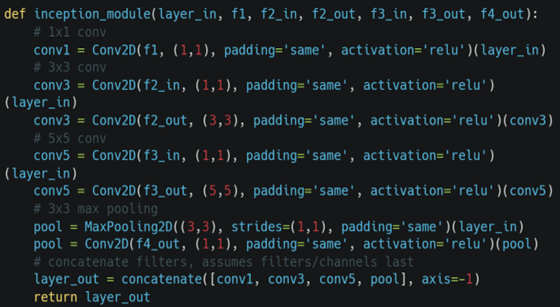 def inception_module(layer_in, f1, f2_in, f2_out, f3_in, f3_out, f4_out):
# 1x1 conv
conv1 = Conv2D(f1, (1,1), padding='same', activation='relu')(layer_in)
# 3x3 conv
conv3 = Conv2D(f2_in, (1,1), padding='same', activation='relu')
(layer_in)
conv3 = Conv2D(f2_out, (3,3), padding='same', activation='relu')(conv3)
# 5x5 conv
conv5 = Conv2D(f3_in, (1,1), padding='same', activation='relu')
(layer_in)
conv5 = Conv2D(f3_out, (5,5), padding='same', activation='relu')(conv5)
# 3x3 max pooling
pool = MaxPooling2D((3,3), strides=(1,1), padding='same')(layer_in)
pool = Conv2D(f4_out, (1,1), padding='same', activation='relu')(pool)
# concatenate filters, assumes filters/channels last
layer_out = concatenate([conv1, conv3, conv5, pool], axis=-1)
return layer_out